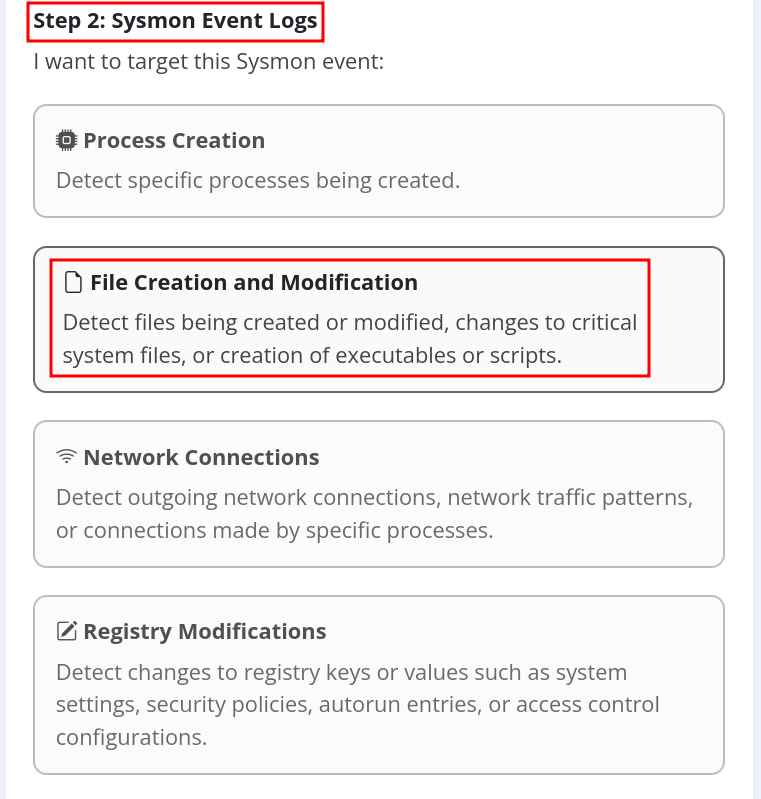 Step 2: Sysmon Event Logs
I want to target this Sysmon event:
Process Creation
Detect specific processes being created.
File Creation and Modification
Detect files being created or modified, changes to critical
system files, or creation of executables or scripts.
Network Connections
Detect outgoing network connections, network traffic patterns,
or connections made by specific processes.
Registry Modifications
Detect changes to registry keys or values such as system
settings, security policies, autorun entries, or access control
configurations.